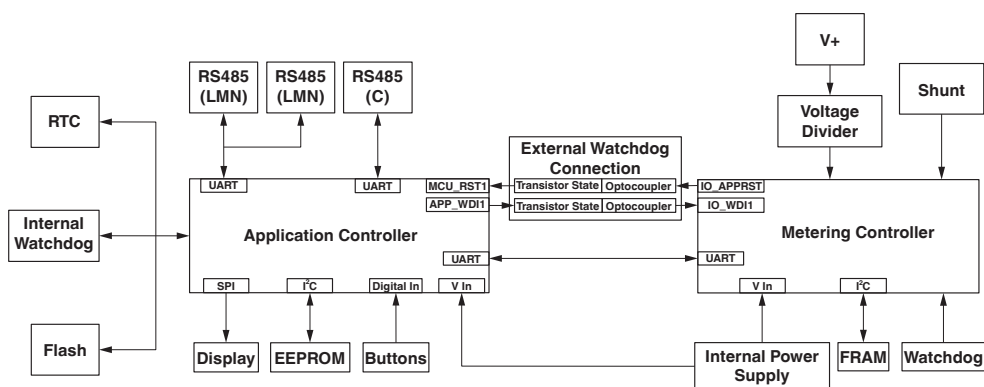 V+
RS485
(LMN)
RS485
(LMN)
RS485
(C)
Shunt
RTC
Voltage
Divider
External Watchdog
Connection
UART
UART
MCU_RST1
Transistor State
Optocoupler
IO_APPRST
APP_WDI1
Transistor State
Optocoupler
IO_WDI1
Internal
Watchdog
Application Controller
Metering Controller
UART
UART
SPI
I²C
Digital In
V In
V In
I²C
Flash
Display
EEPROM
Buttons
Internal Power
Supply
FRAM
Watchdog